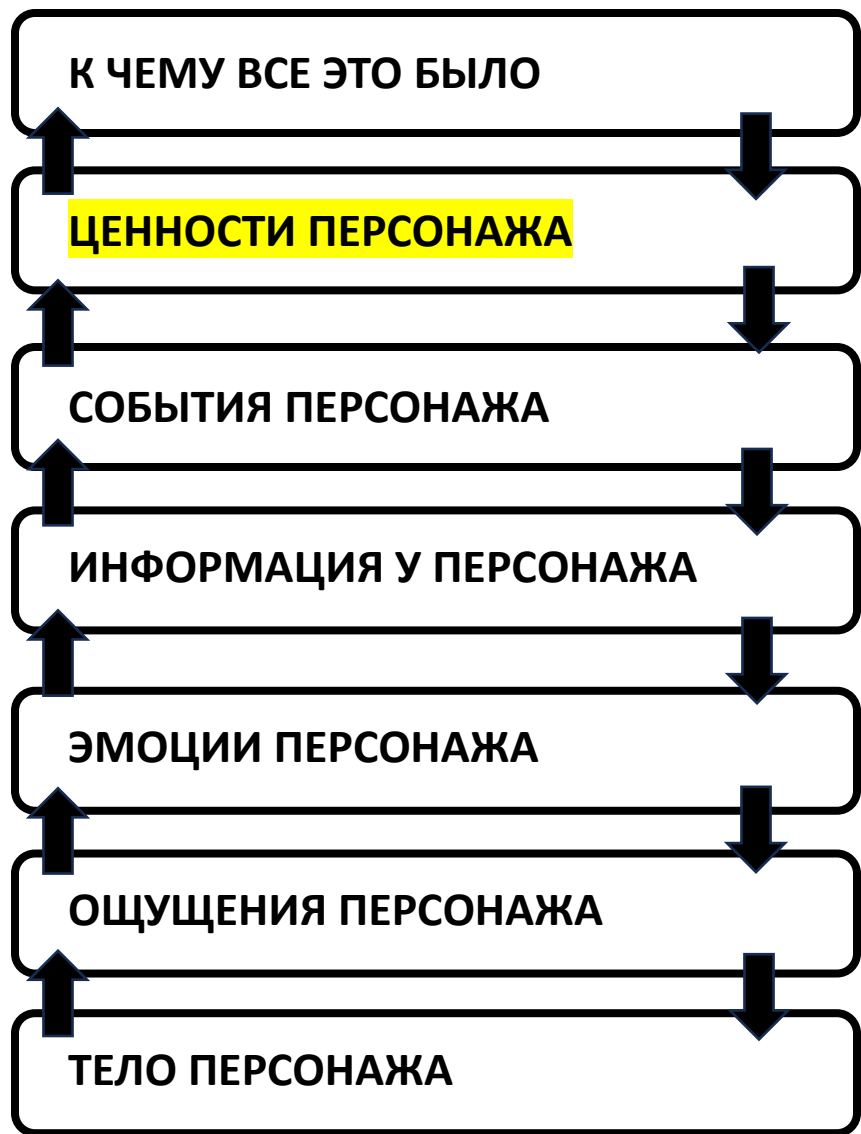 К ЧЕМУ ВСЕ ЭТО БЫЛО
ЦЕННОСТИ ПЕРСОНАЖА
СОБЫТИЯ ПЕРСОНАЖА
ИНФОРМАЦИЯ У ПЕРСОНАЖА
ЭМОЦИИ ПЕРСОНАЖА
ОЩУЩЕНИЯ ПЕРСОНАЖА
ТЕЛО ПЕРСОНАЖА